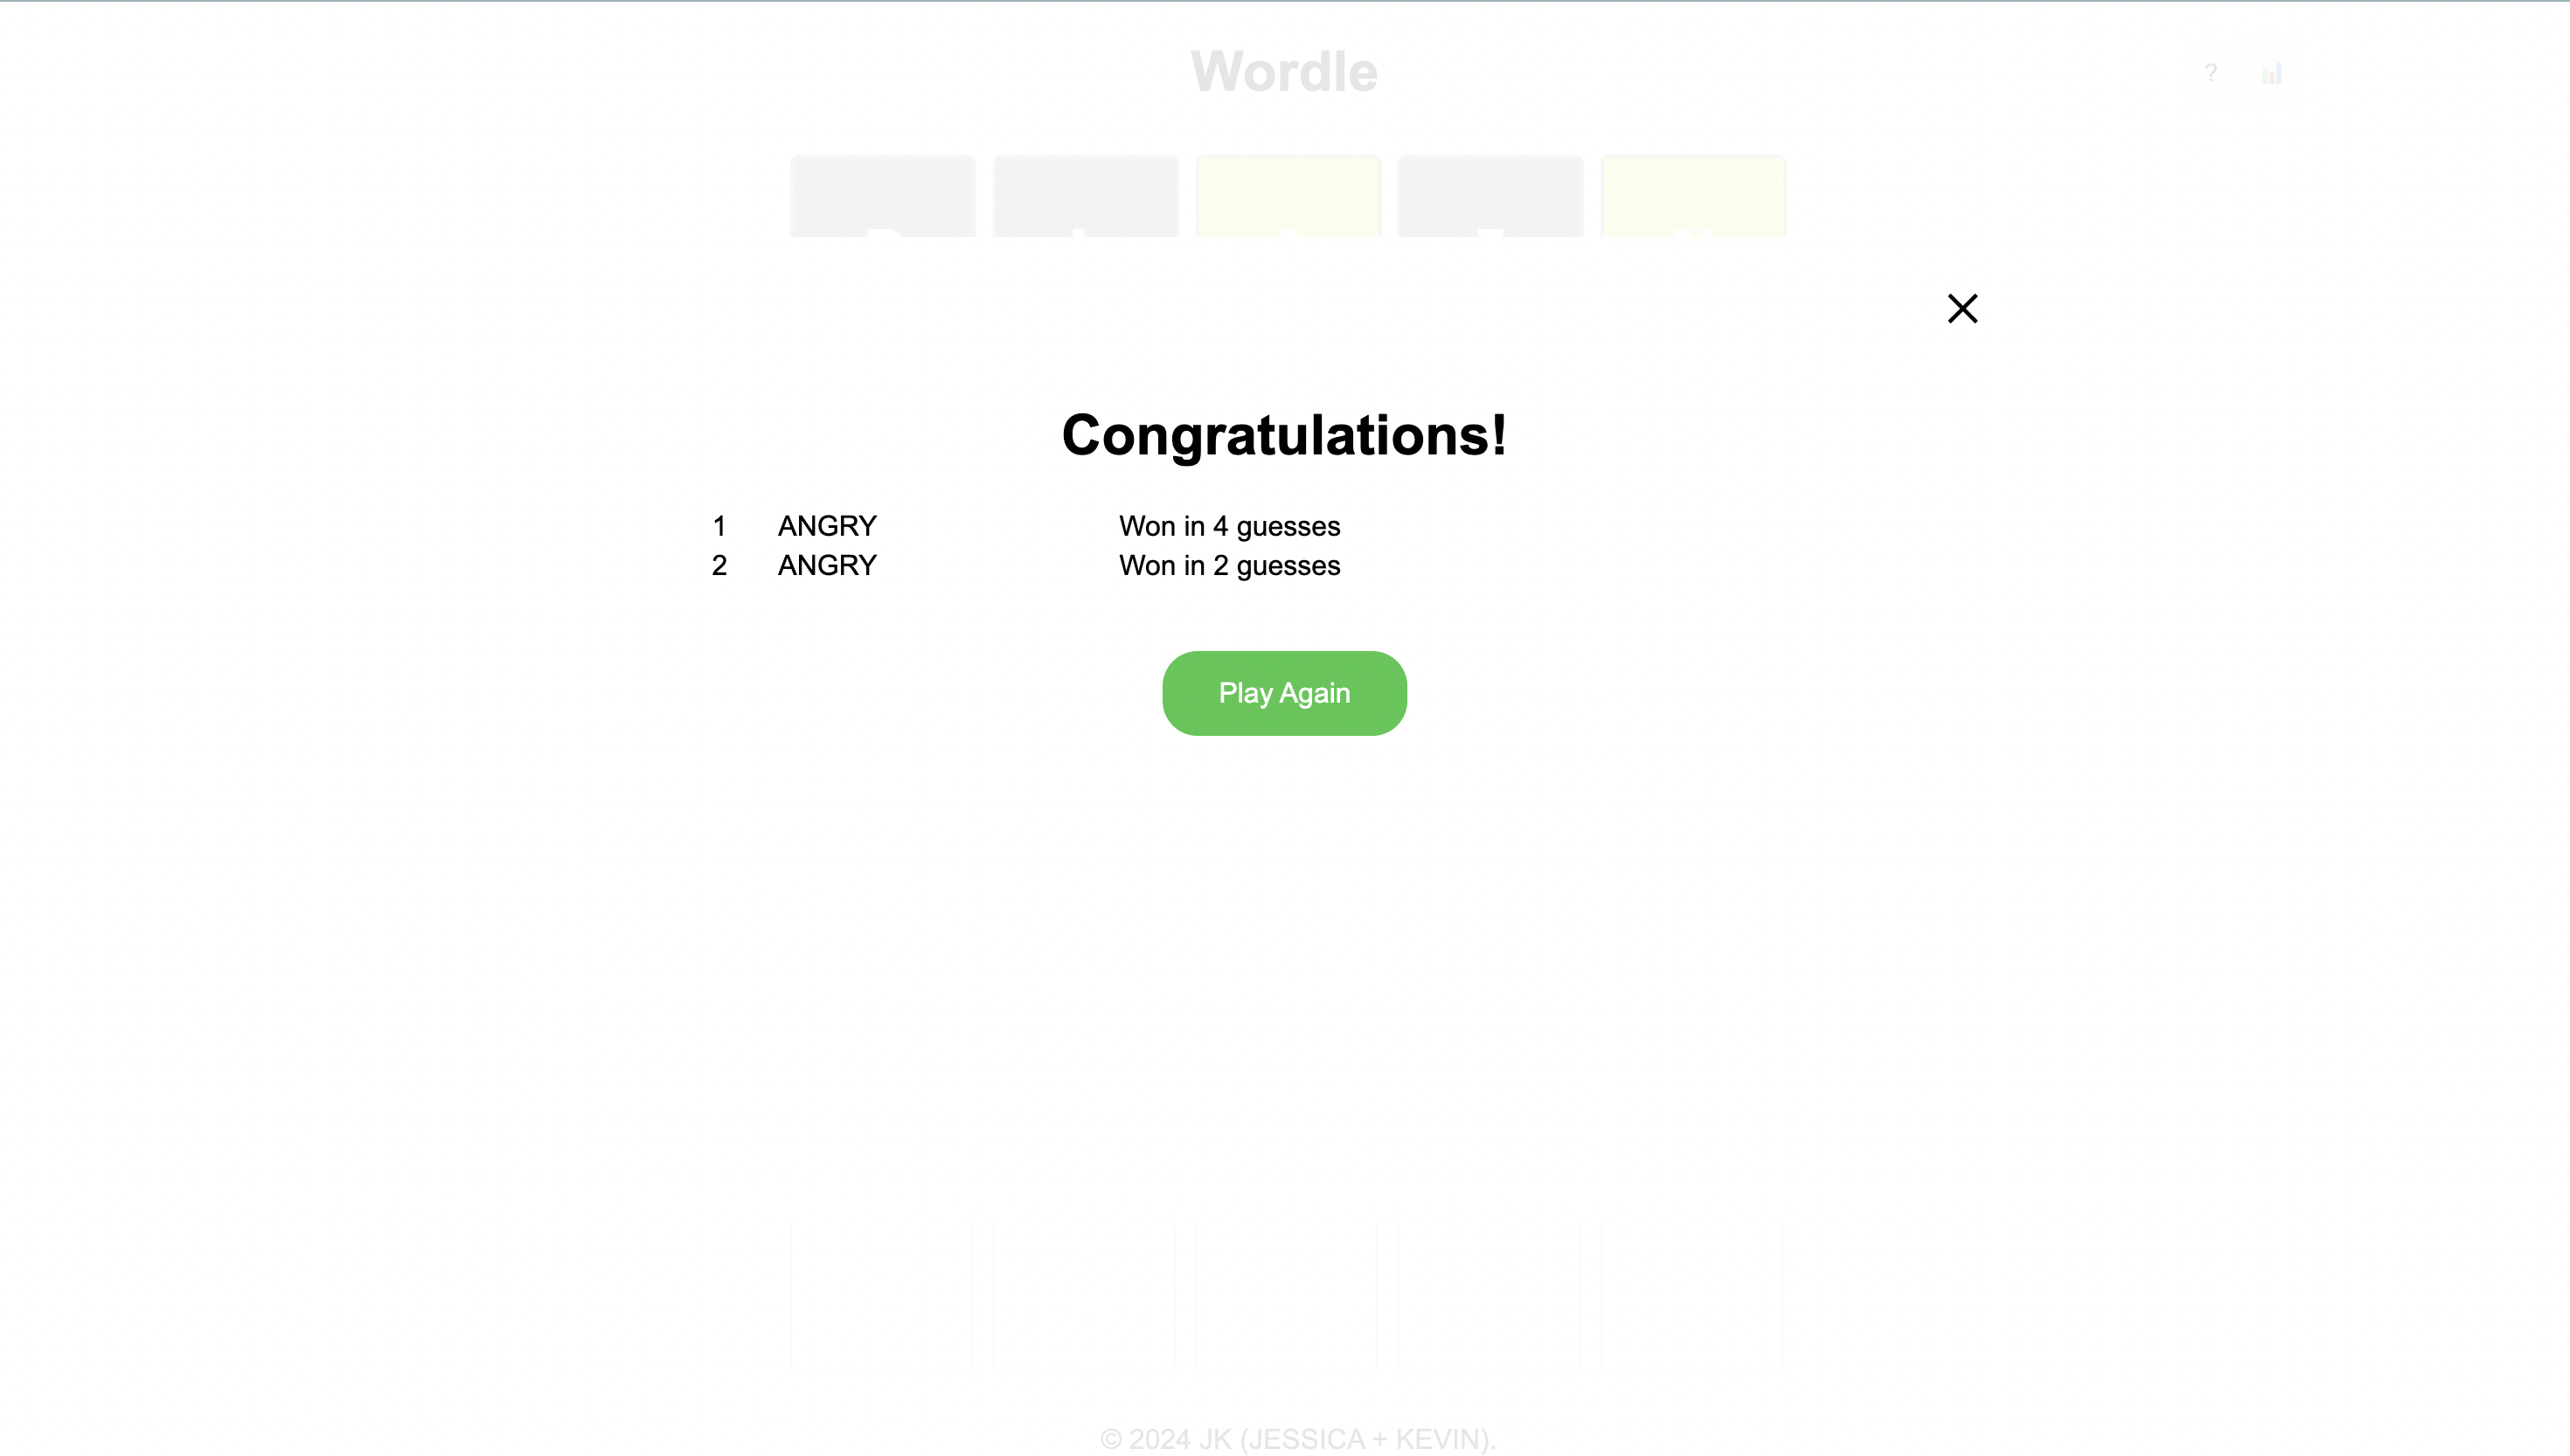 Wordle
?
Congratulations!
1 ANGRY Won in 4 guesses
2 ANGRY Won in 2 guesses
Play Again
© 2024 JK (JESSICA + KEVIN).